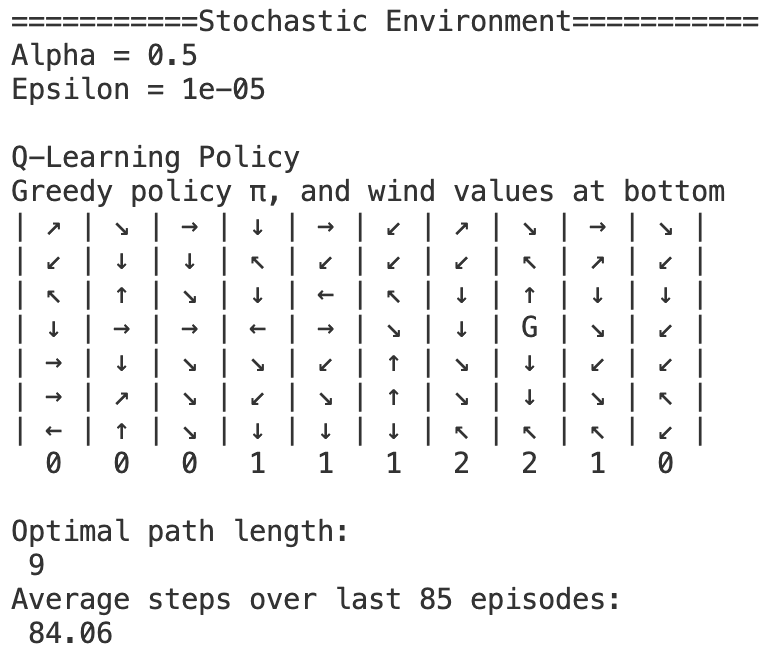 ===========Stochastic Environment===========
Alpha = 0.5
Epsilon = 1e-05
Q-Learning Policy
Greedy policy π, and wind values at bottom
| ↗ | ↘ | → | ↓ | → | ↙ | ↗ | ↘ | → | ↘ |
| ↙ | ↓ | ↓ | ↖ | ↙ | ↙ | ↙ | ↖ | ↗ | ↙ |
| ↖ | ↑ | ↘ | ↓ | ← | ↖ | ↓ | ↑ | ↓ | ↓ |
| ↓ | → | → | ← | → | ↘ | ↓ | G | ↘ | ↙ |
| → | ↓ | ↘ | ↘ | ↙ | ↑ | ↘ | ↓ | ↙ | ↙ |
| → | ↗ | ↘ | ↙ | ↘ | ↑ | ↘ | ↓ | ↘ | ↖ |
| ← | ↑ | ↘ | ↓ | ↓ | ↓ | ↖ | ↖ | ↖ | ↙ |
0 0 0 1 1 1 2 2 1 0
Optimal path length:
9
Average steps over last 85 episodes:
84.06